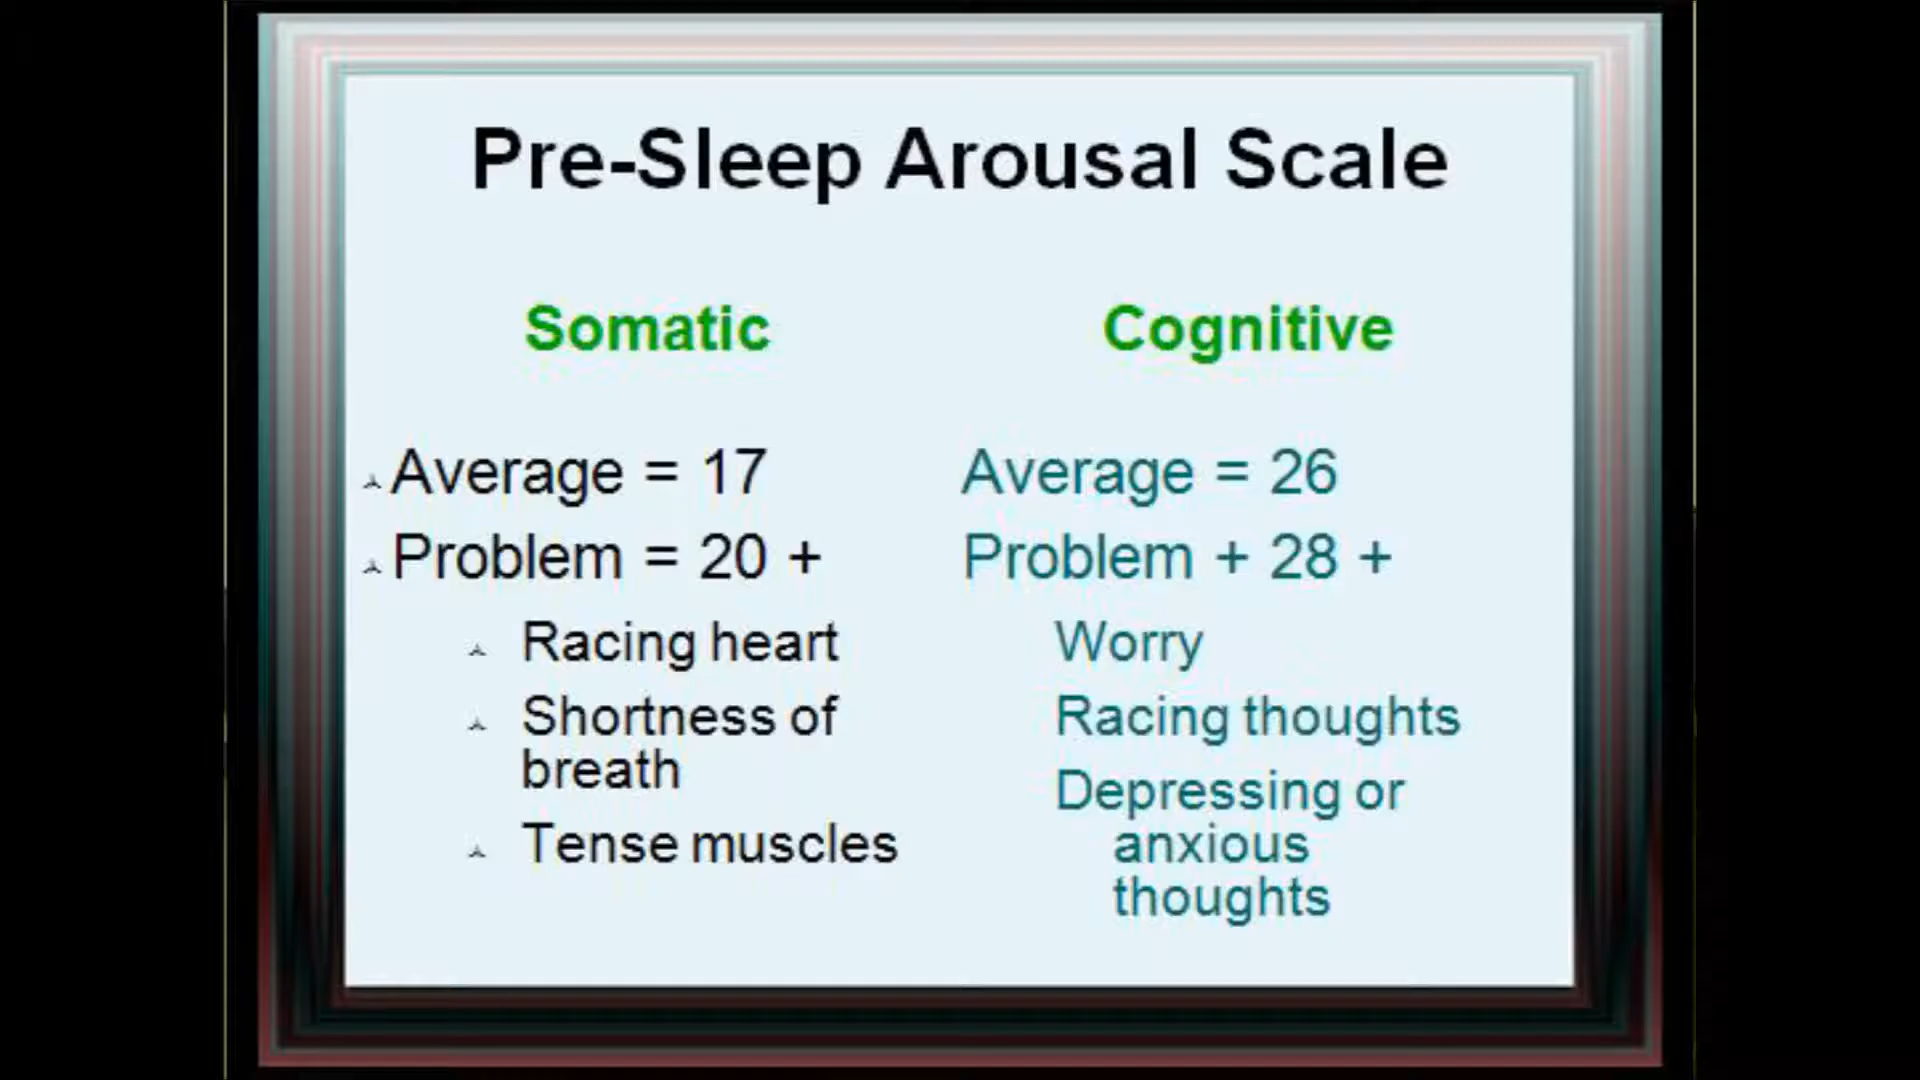 Pre-Sleep Arousal Scale
Somatic
Average = 17
Problem = 20 +
Racing heart
Shortness of
breath
Tense muscles
Cognitive
Average = 26
Problem + 28 +
Worry
Racing thoughts
Depressing or
anxious
thoughts